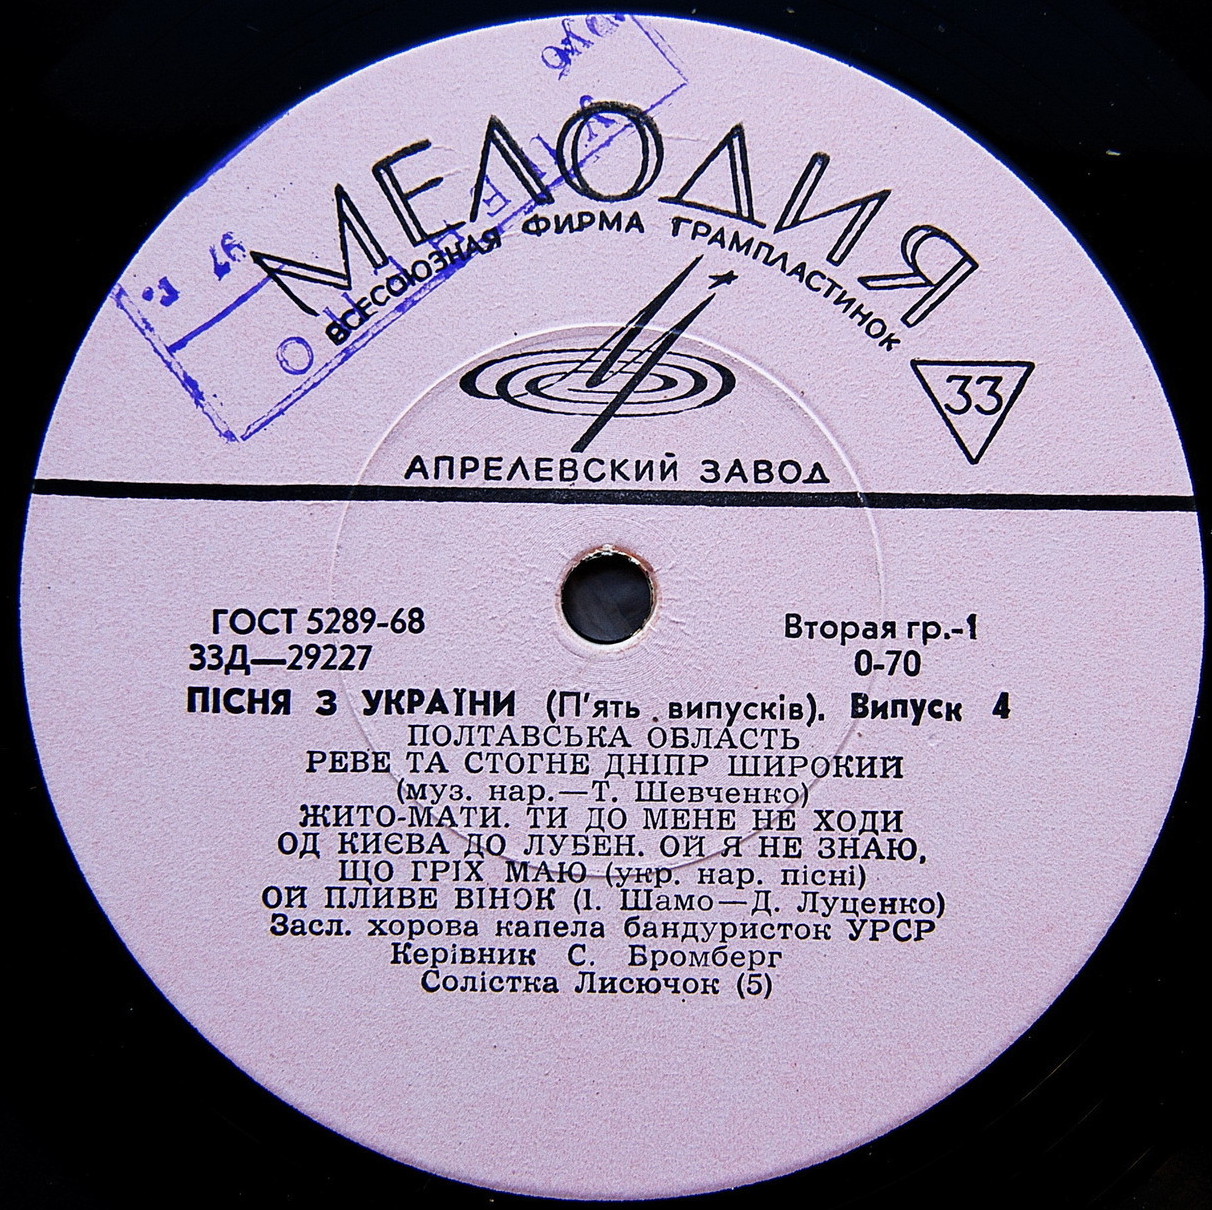 МЕЛОДИЯ
ВСЕСОЮЗНАЯ ФИРМА ГРАМПЛАСТИНОК
33
АПРЕЛЕВСКИЙ ЗАВОД
ГОСТ 5289-68
Вторая гр.-1
33Д—29227
0-70
ПІСНЯ З УКРАЇНИ (П'ять випусків). Випуск 4
ПОЛТАВСЬКА ОБЛАСТЬ
РЕВЕ ТА СТОГНЕ ДНІПР ШИРОКИЙ
(муз. нар.—Т. Шевченко)
ЖИТО-МАТИ. ТИ ДО МЕНЕ НЕ ХОДИ
ОД КИЄВА ДО ЛУБЕН. ОЙ Я НЕ ЗНАЮ,
ЩО ГРІХ МАЮ (укр. нар. пісні)
ОЙ ПЛИВЕ ВІНОК (І. Шамо—Д. Луценко)
Засл. хорова капела бандуристок УРСР
Керівник С. Бромберг
Солістка Лисючок (5)